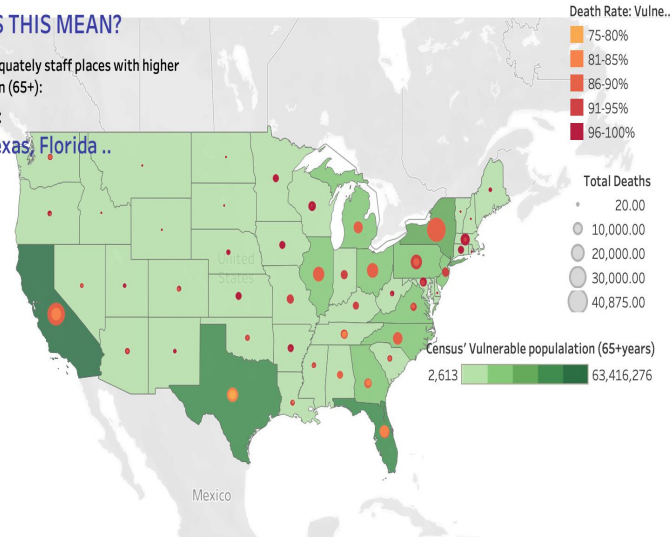 S THIS MEAN?
quately staff places with higher
n (65+):
:
exas, Florida ..
United
States
Mexico
Death Rate: Vulne..
75-80%
81-85%
86-90%
91-95%
96-100%
Total Deaths
20.00
10,000.00
20,000.00
30,000.00
40,875.00
Census' Vulnerable populalation (65+years)
2,613
63,416,276